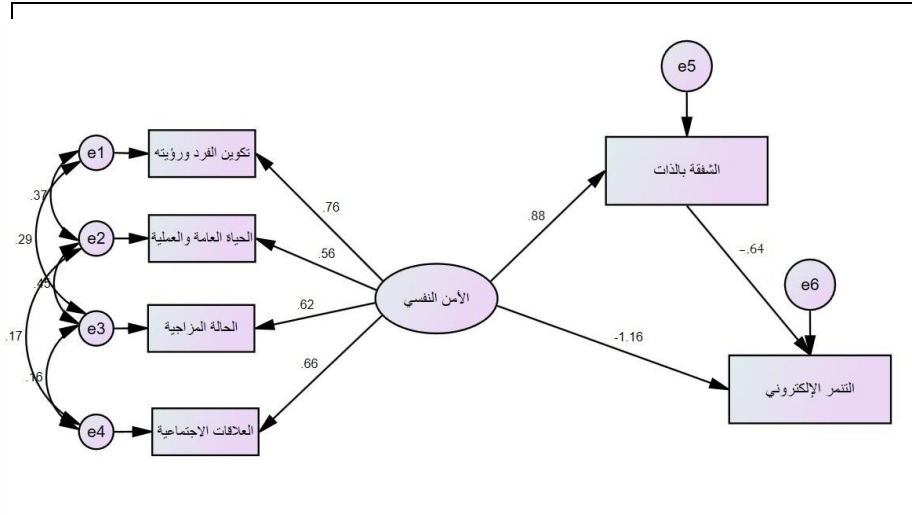 e5
e1
تكوين الفرد ورؤيته
الشفقة بالذات
.37
.76
.88
.29
e2
الحياة العامة والعملية
.56
-.64
.45
e6
الأمن النفسي
.62
e3
الحالة المزاجية
.17
-1.16
.66
.16
التنمر الإلكتروني
e4
العلاقات الاجتماعية